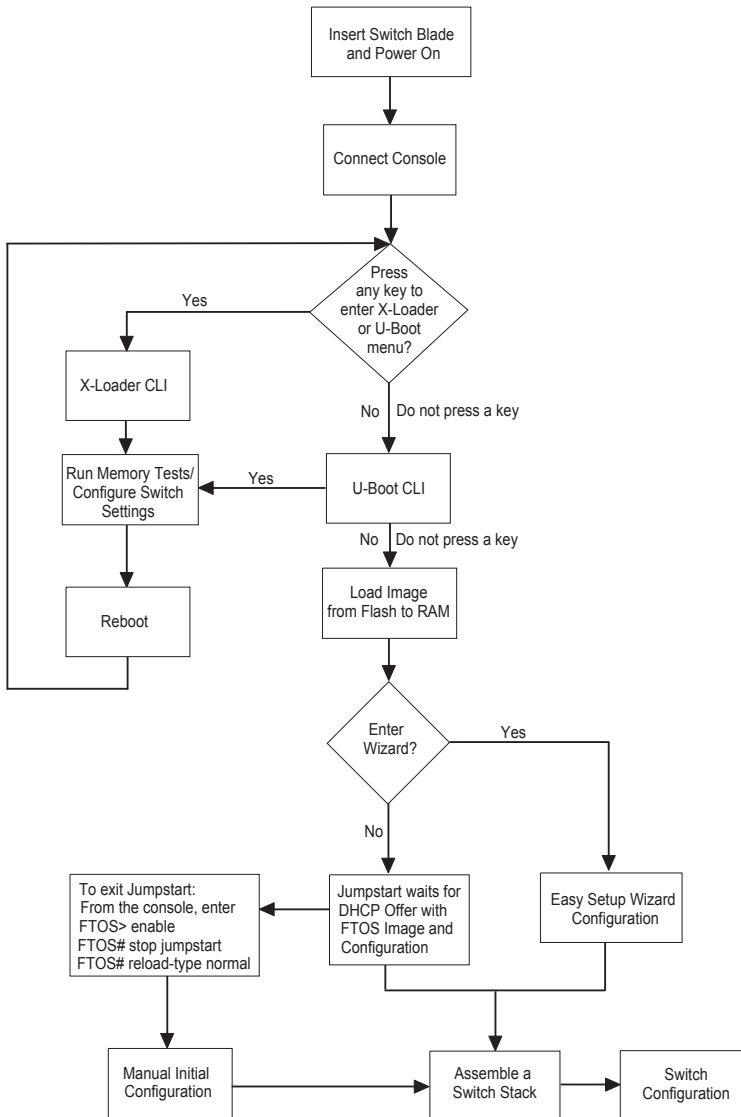 Insert Switch Blade
and Power On
Connect Console
Press
any key to
enter X-Loader
or U-Boot
menu?
Yes
X-Loader CLI
No Do not press a key
Run Memory Tests/
Configure Switch
Settings
Yes
U-Boot CLI
No Do not press a key
Reboot
Load Image
from Flash to RAM
Enter
Wizard?
Yes
No
To exit Jumpstart:
From the console, enter
FTOS> enable
FTOS# stop jumpstart
FTOS# reload-type normal
Jumpstart waits for
DHCP Offer with
FTOS Image and
Configuration
Easy Setup Wizard
Configuration
Manual Initial
Configuration
Assemble a
Switch Stack
Switch
Configuration